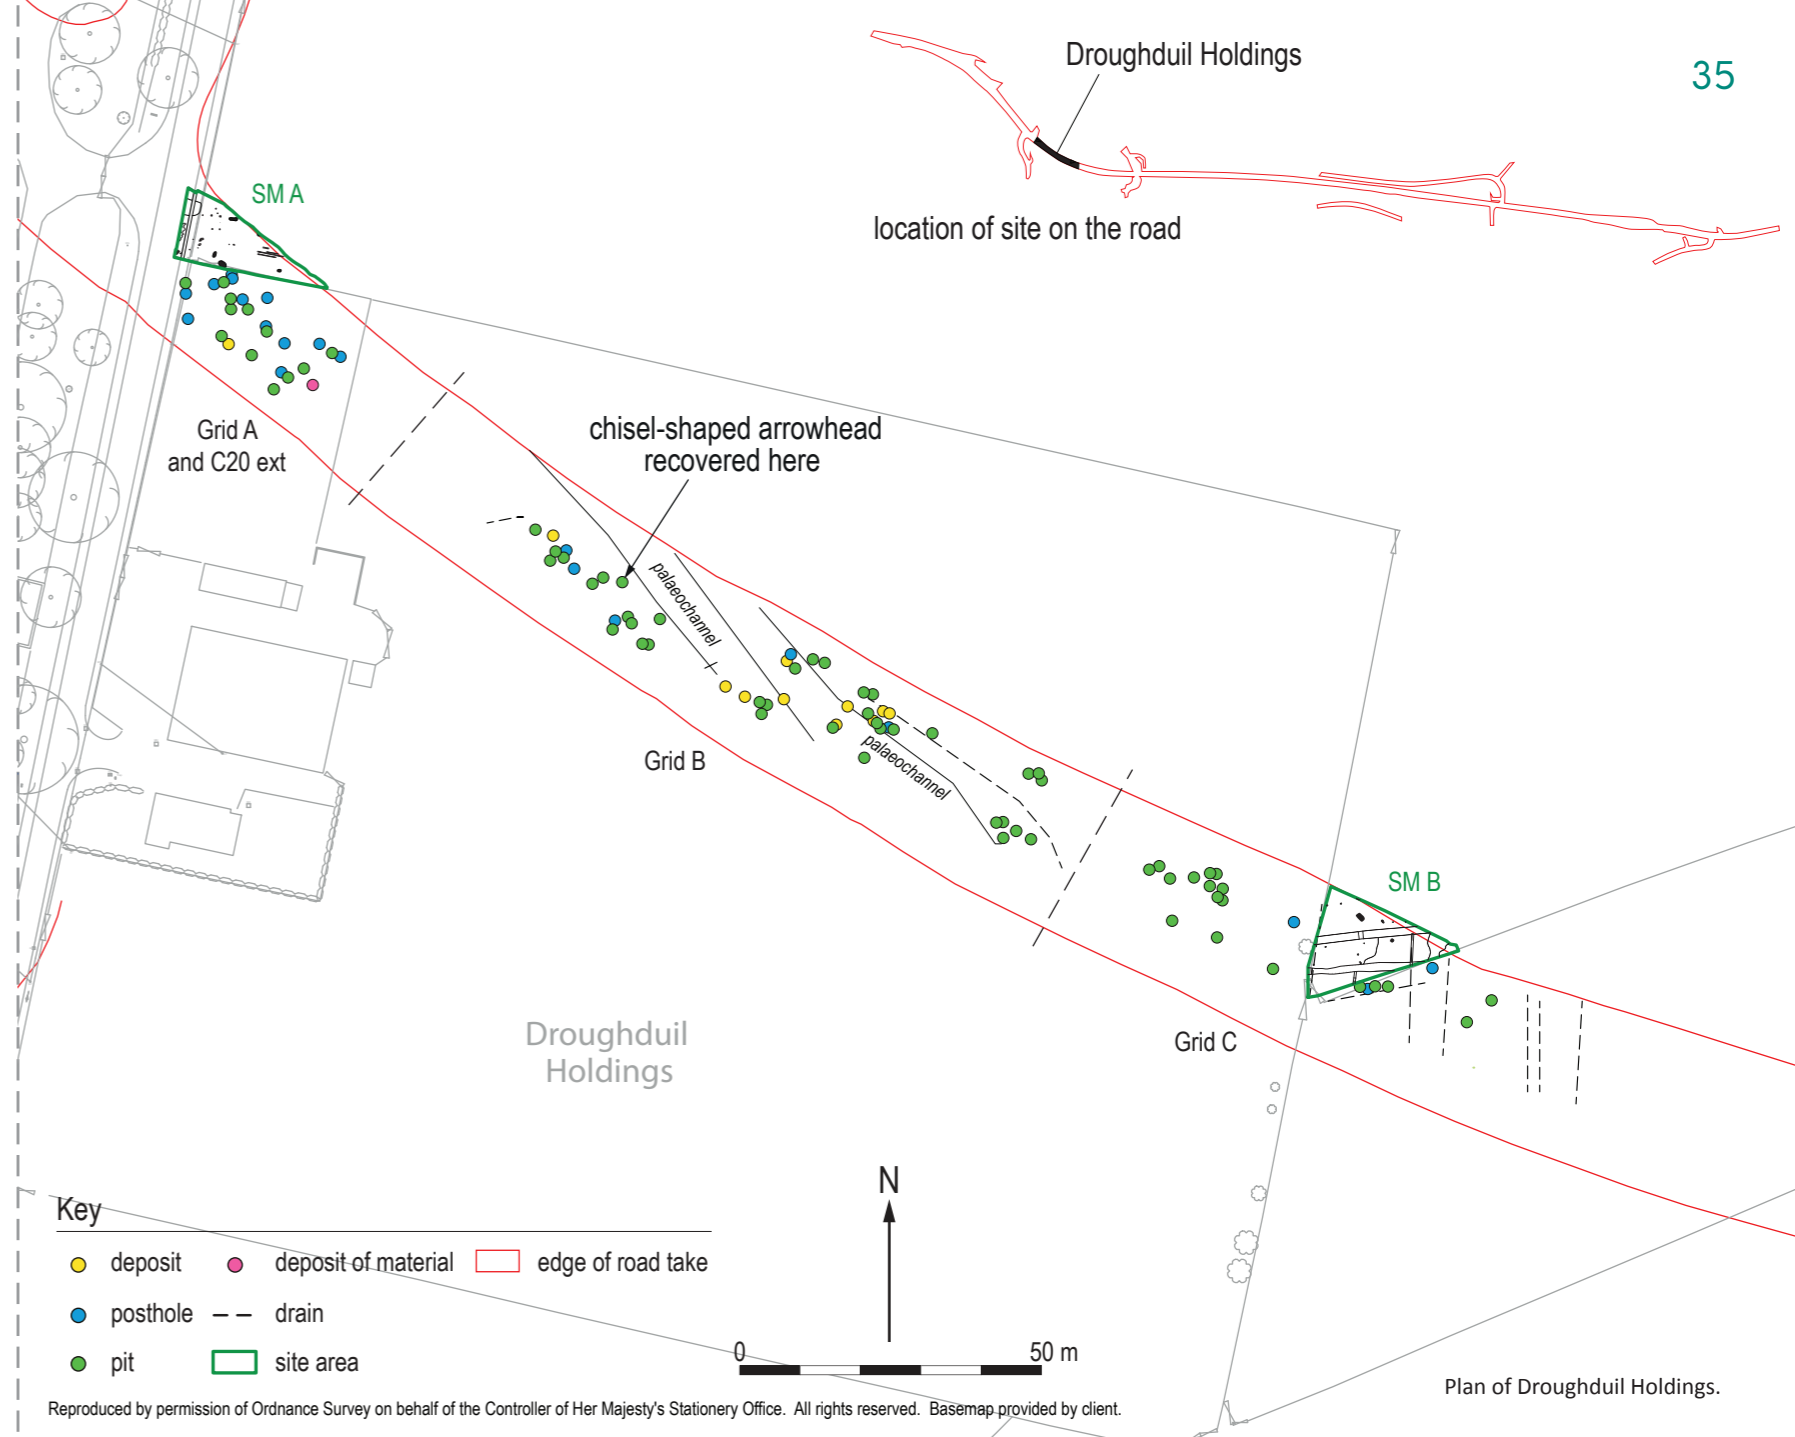 Droughduil Holdings
35
SM A
location of site on the road
Grid A
and C20 ext
chisel-shaped arrowhead
recovered here
palaeochannel
Grid B
palaeochannel
SM B
Grid C
Droughduil
Holdings
N
Key
deposit
deposit of material
edge of road take
posthole
drain
pit
site area
0
50 m
Plan of Droughduil Holdings.
Reproduced by permission of Ordnance Survey on behalf of the Controller of Her Majesty's Stationery Office. All rights reserved. Basemap provided by client.